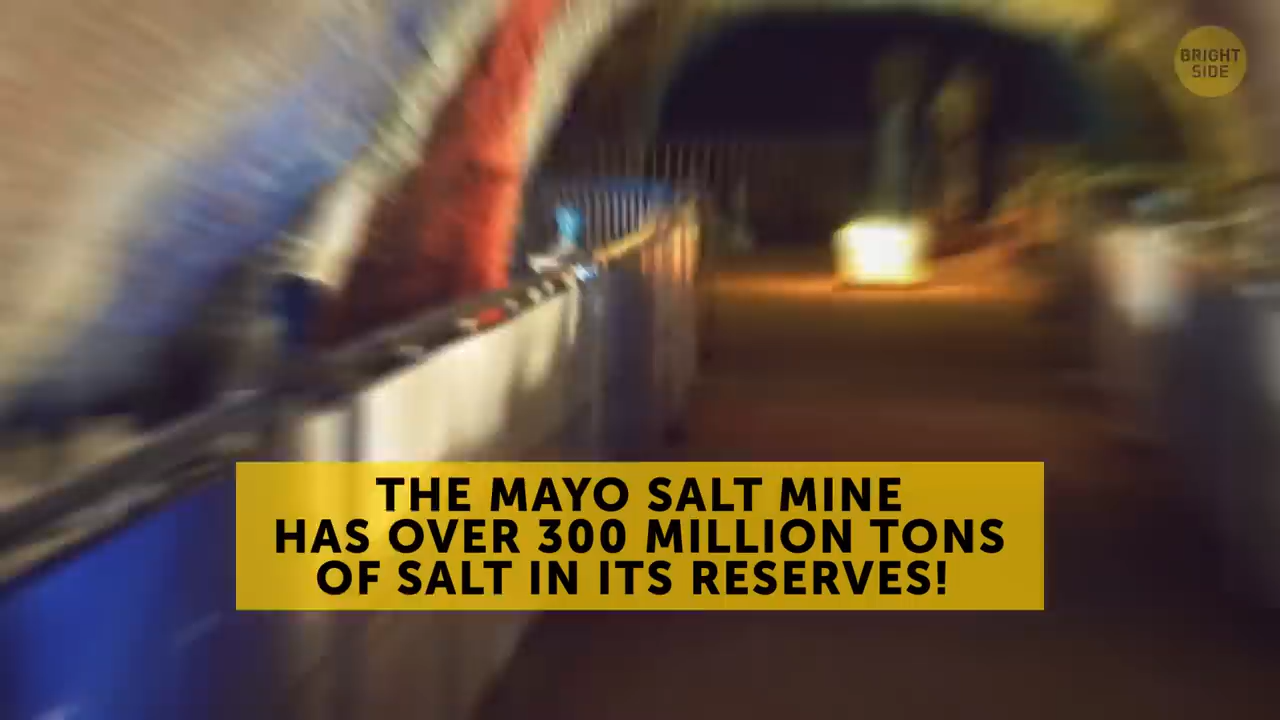 BRIGHT
SIDE
THE MAYO SALT MINE
HAS OVER 300 MILLION TONS
OF SALT IN ITS RESERVES!